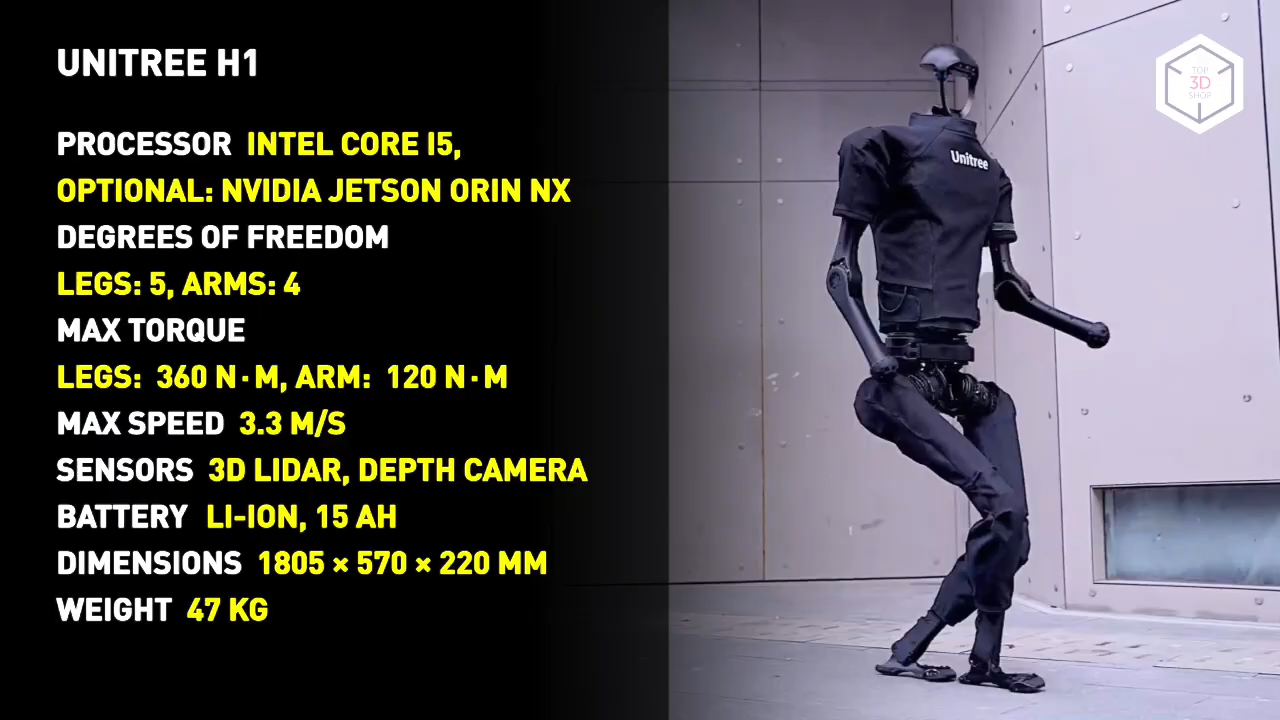 UNITREE H1
PROCESSOR INTEL CORE I5,
OPTIONAL: NVIDIA JETSON ORIN NX
DEGREES OF FREEDOM
LEGS: 5, ARMS: 4
MAX TORQUE
LEGS: 360 N·M, ARM: 120 N·M
MAX SPEED 3.3 M/S
SENSORS 3D LIDAR, DEPTH CAMERA
BATTERY LI-ION, 15 AH
DIMENSIONS 1805 × 570 × 220 MM
WEIGHT 47 KG
TOP
3D
SHOP
Unitree